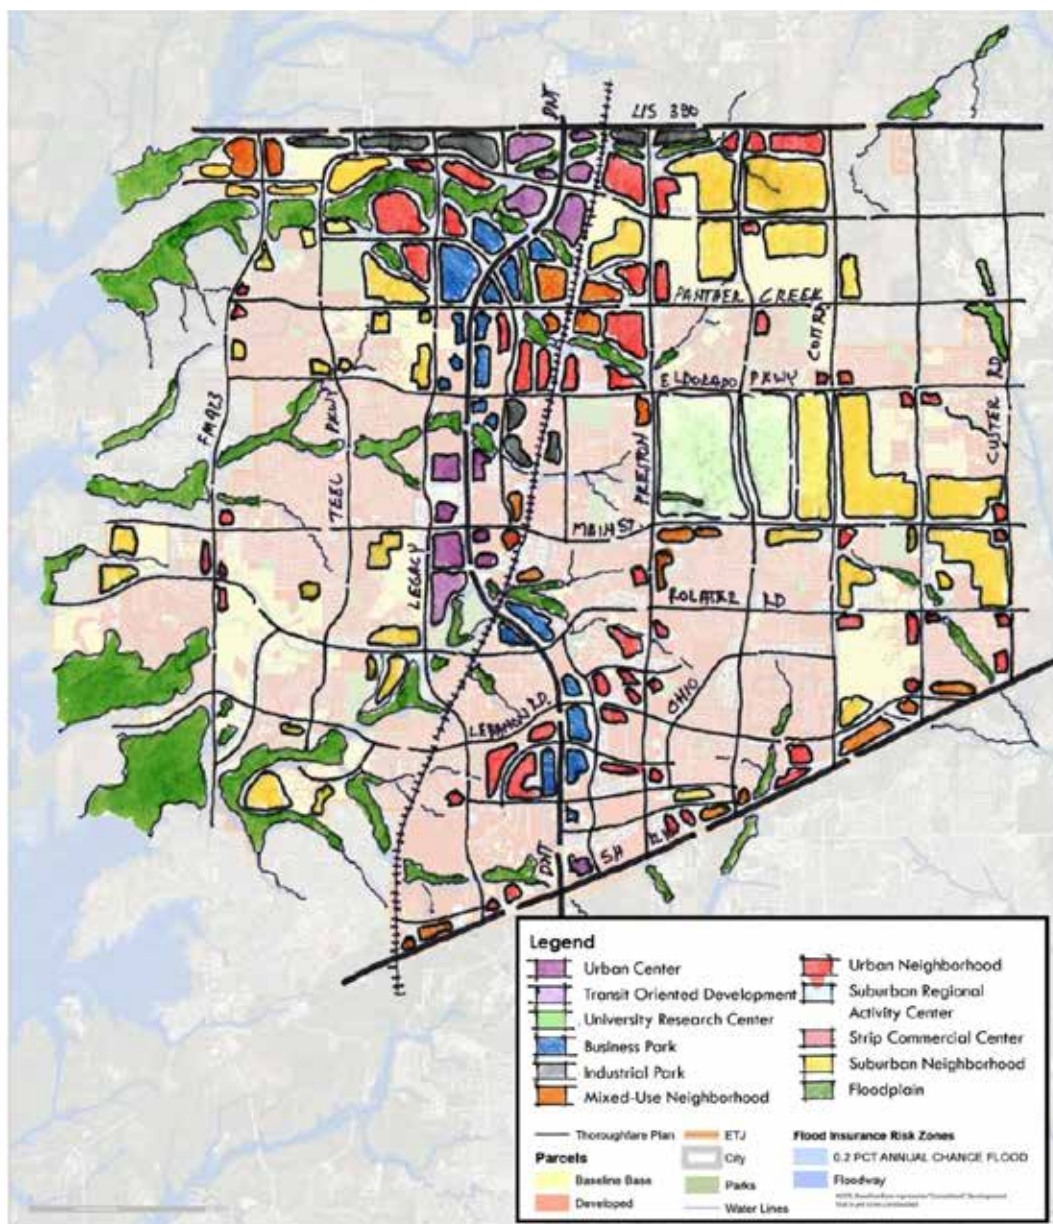 DNT
US 380
PANTHER CREEK
COIT RD
ELDORADO PKWY
FM 423
TEEL PKWY
PRESTON
CUSTER RD
MAIN ST.
LEGACY
ROLATER RD
LEBANON RD.
OHIO
DNT
SH
Legend
Urban Center
Transit Oriented Development
University Research Center
Business Park
Industrial Park
Mixed-Use Neighborhood
Urban Neighborhood
Suburban Regional
Activity Center
Strip Commercial Center
Suburban Neighborhood
Floodplain
Thoroughfare Plan
Parcels
Baseline Base
Developed
ETJ
City
Parks
Water Lines
Flood Insurance Risk Zones
0.2 PCT ANNUAL CHANGE FLOOD
Floodway